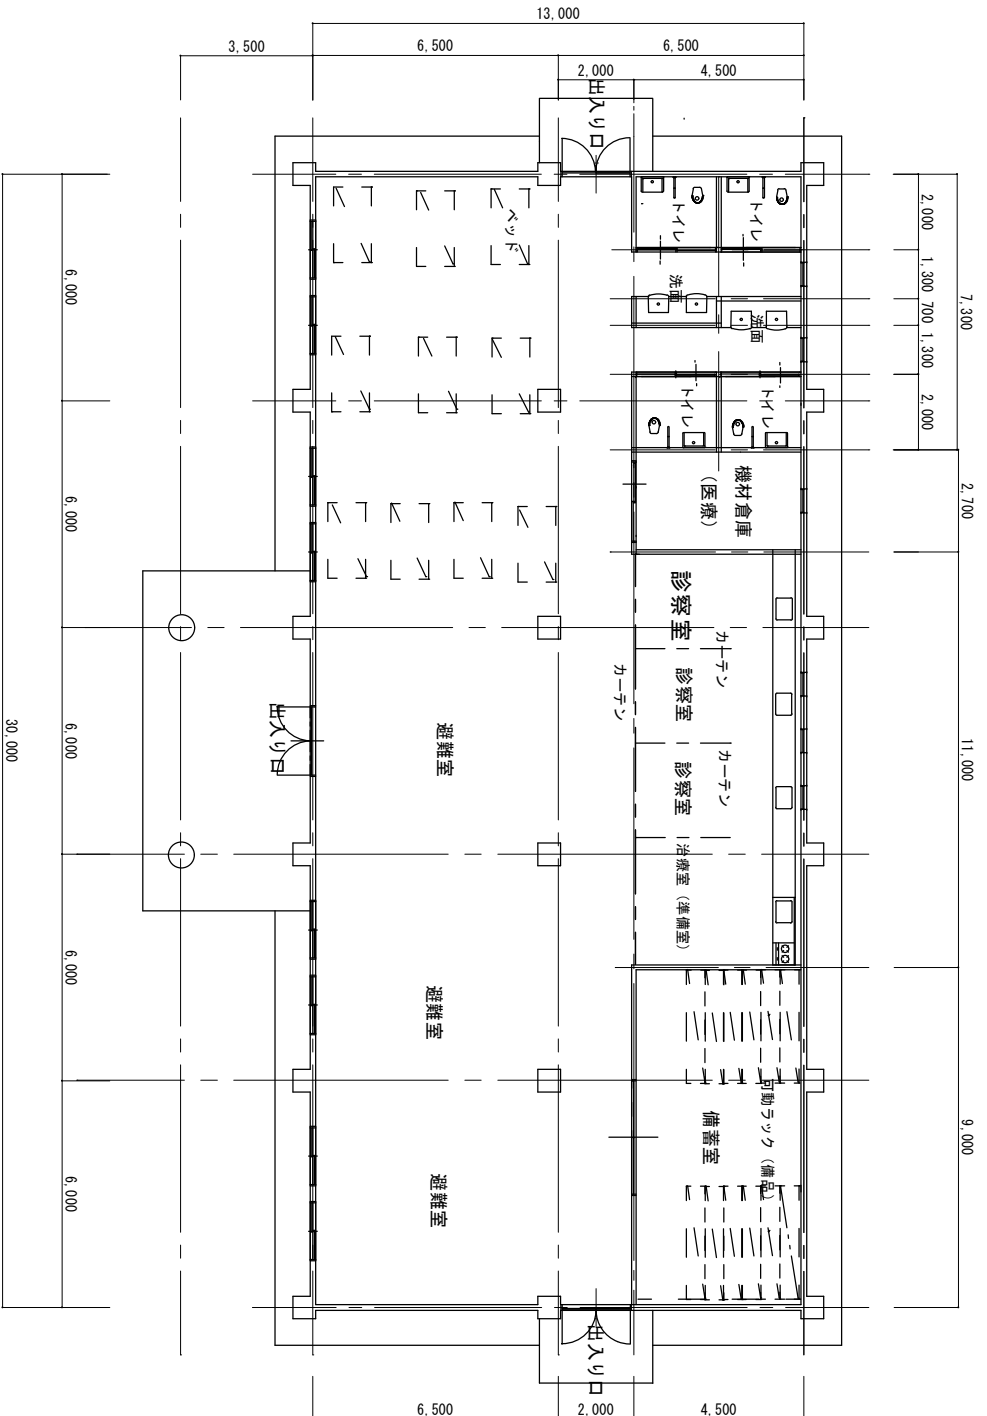 13,000
3,500
6,500
6,500
2,000
4,500
出入り口
ベッド
トイレ
トイレ
洗面
洗面
トイレ
トイレ
機材倉庫
(医療)
診察室
カーテン
カーテン
診察室
カーテン
診察室
治療室(準備室)
避難室
出入り口
避難室
避難室
可動ラック(備品)
備蓄室
出入り口
2,000
1,300
700
1,300
2,000
7,300
2,700
11,000
9,000
6,000
6,000
6,000
6,000
6,000
30,000
6,500
2,000
4,500